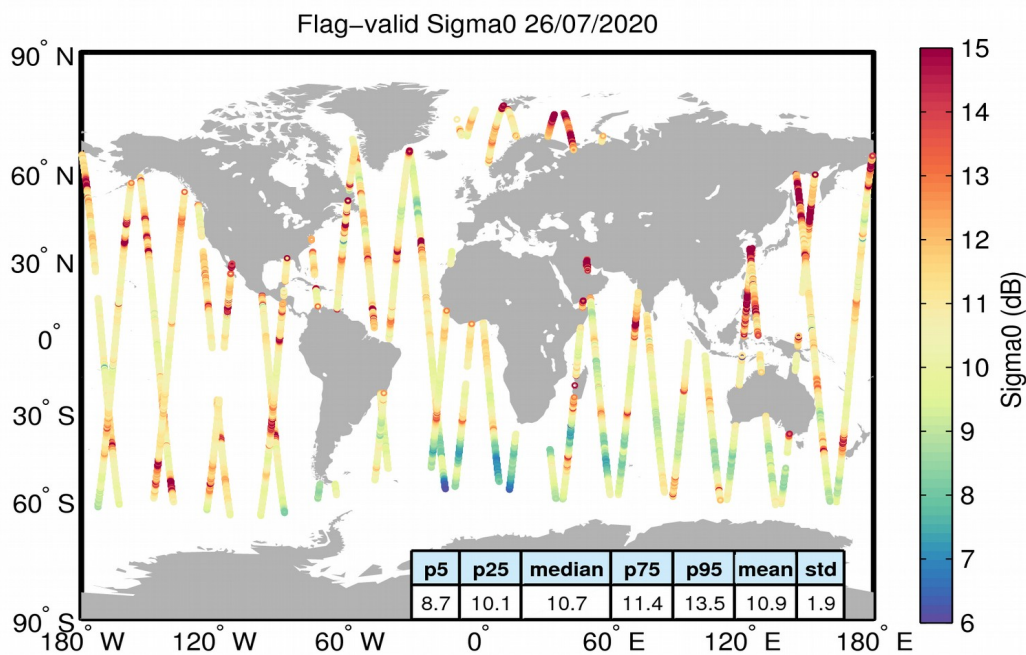 Flag−valid Sigma0 26/07/2020
90° N
60° N
30° N
0°
30° S
60° S
90° S
180° W
120° W
60° W
0°
60° E
120° E
180° E
p5 p25 median p75 p95 mean std
8.7 10.1 10.7 11.4 13.5 10.9 1.9
15
14
13
12
11
10
9
8
7
6
Sigma0 (dB)